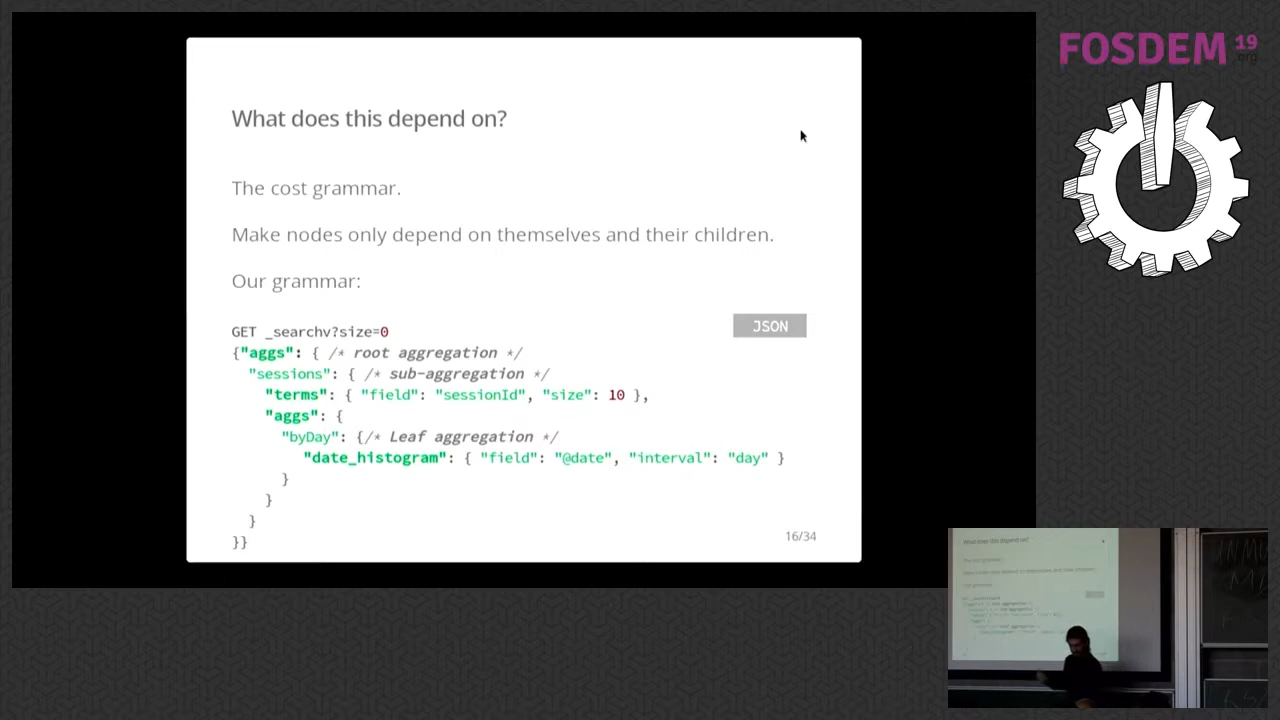 FOSDEM 19
.org
What does this depend on?
The cost grammar.
Make nodes only depend on themselves and their children.
Our grammar:
JSON
GET _searchv?size=0
{"aggs": { /* root aggregation */
"sessions": { /* sub-aggregation */
"terms": { "field": "sessionId", "size": 10 },
"aggs": {
"byDay": {/* Leaf aggregation */
"date_histogram": { "field": "@date", "interval": "day" }
}
}
}
}}
16/34